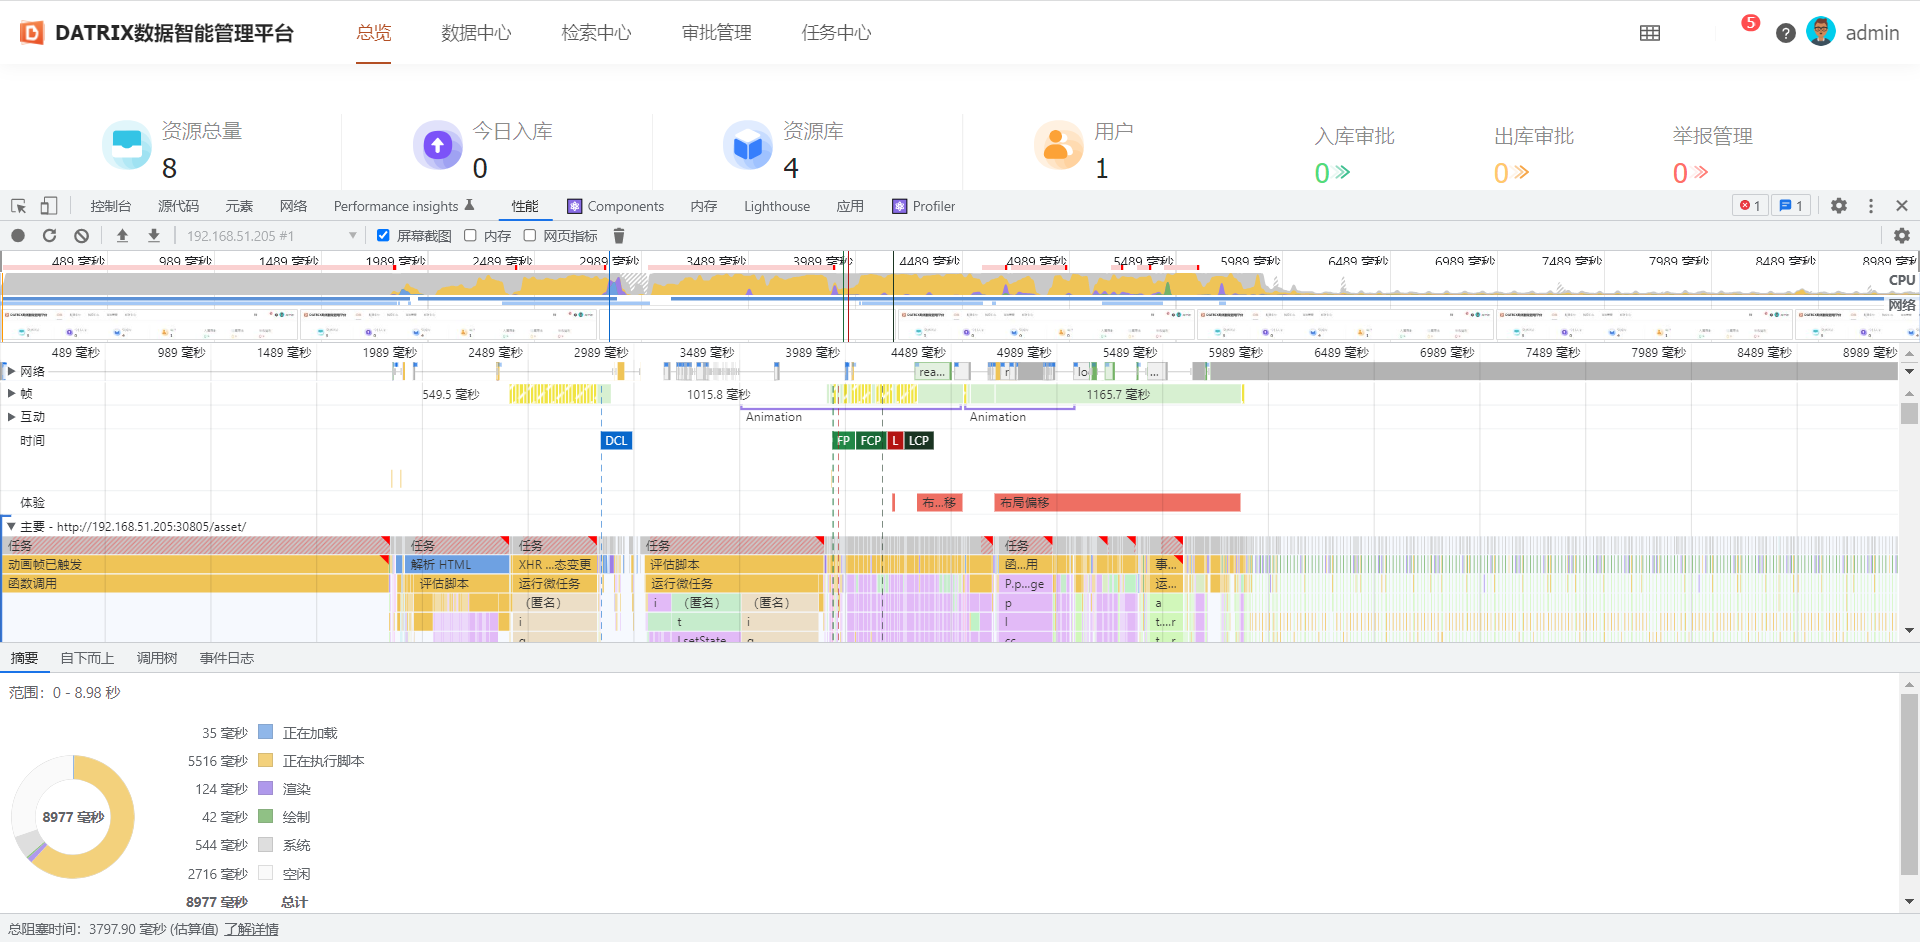 DATRIX数据智能管理平台 总览 数据中心 检索中心 审批管理 任务中心 5 ? admin
资源总量 今日入库 资源库 用户 入库审批 出库审批 举报管理
8 0 4 1 0 0 0
控制台 源代码 元素 网络 Performance insights 性能 Components 内存 Lighthouse 应用 Profiler 1 1
192.168.51.205 #1 屏幕截图 内存 网页指标
489 毫秒 989 毫秒 1489 毫秒 1989 毫秒 2489 毫秒 2989 毫秒 3489 毫秒 3989 毫秒 4489 毫秒 4989 毫秒 5489 毫秒 5989 毫秒 6489 毫秒 6989 毫秒 7489 毫秒 7989 毫秒 8489 毫秒 8989 毫秒
CPU
网络
489 毫秒 989 毫秒 1489 毫秒 1989 毫秒 2489 毫秒 2989 毫秒 3489 毫秒 3989 毫秒 4489 毫秒 4989 毫秒 5489 毫秒 5989 毫秒 6489 毫秒 6989 毫秒 7489 毫秒 7989 毫秒 8489 毫秒 8989 毫秒
网络 rea... r lo ...
帧 549.5 毫秒 1015.8 毫秒 1165.7 毫秒
互动 Animation Animation
时间 DCL FP FCP L LCP
体验 布...移 布局偏移
主要 - http://192.168.51.205:30805/asset/
任务 任务 任务 任务 任务
动画帧已触发 解析 HTML XHR ...态变更 评估脚本 函...用 事...
函数调用 评估脚本 运行微任务 运行微任务 P.p...ge 运...
（匿名） i （匿名） （匿名） p a
i t i l t....r
摘要 自下而上 调用树 事件日志
范围：0 - 8.98 秒
35 毫秒 正在加载
5516 毫秒 正在执行脚本
124 毫秒 渲染
8977 毫秒
42 毫秒 绘制
544 毫秒 系统
2716 毫秒 空闲
8977 毫秒 总计
总阻塞时间：3797.90 毫秒 (估算值) 了解详情